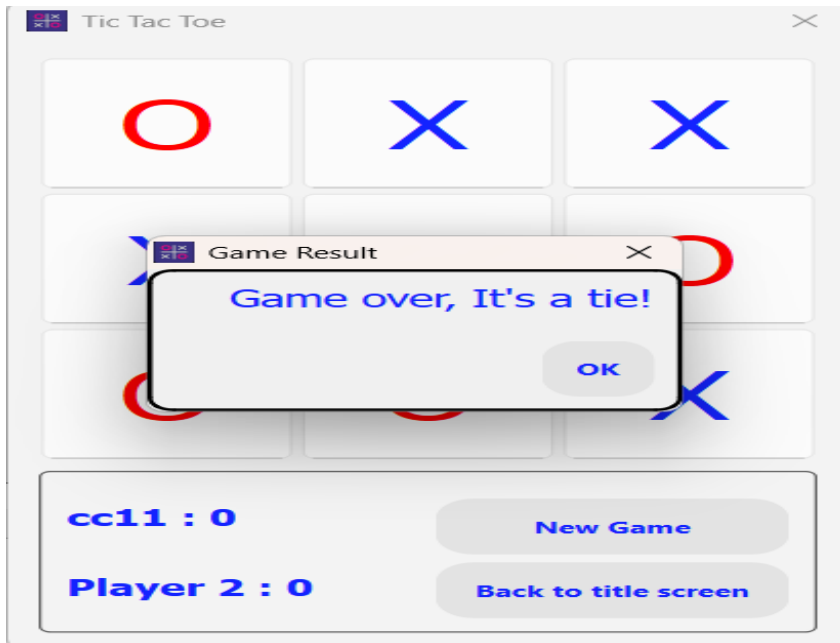 Tic Tac Toe
O X X
X O
Game Result
Game over, It's a tie!
OK
O O X
cc11 : 0
New Game
Player 2 : 0
Back to title screen